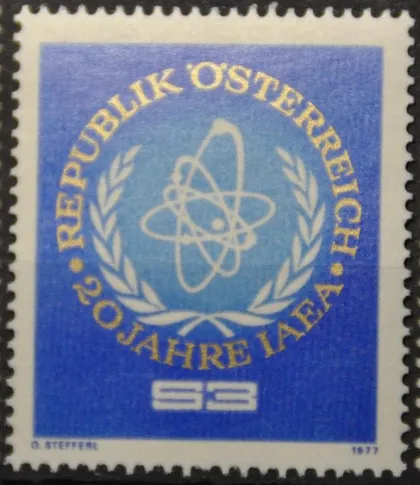 • REPUBLIK ÖSTERREICH •
20 JAHRE IAEA
S3
O. STEFFERL 1977